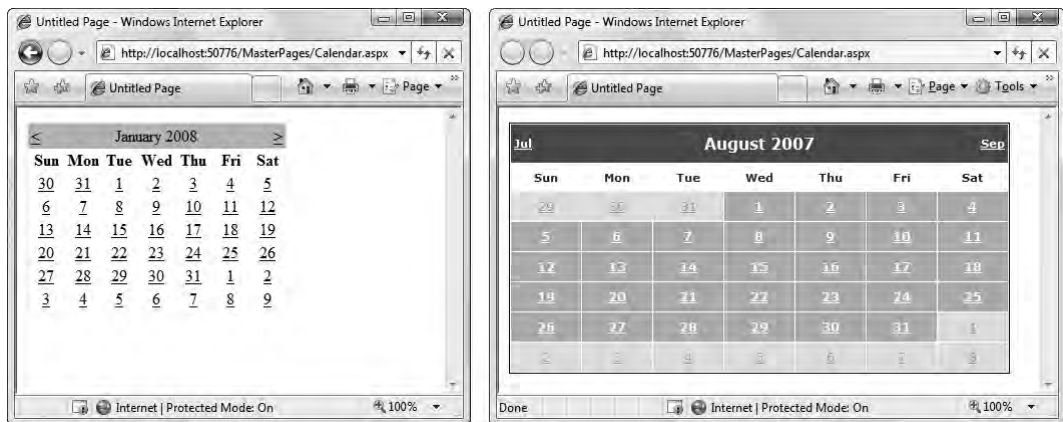 Untitled Page - Windows Internet Explorer
http://localhost:50776/MasterPages/Calendar.aspx
Untitled Page
Page
< January 2008 >
Sun Mon Tue Wed Thu Fri Sat
30 31 1 2 3 4 5
6 7 8 9 10 11 12
13 14 15 16 17 18 19
20 21 22 23 24 25 26
27 28 29 30 31 1 2
3 4 5 6 7 8 9
Internet | Protected Mode: On 100%
Untitled Page - Windows Internet Explorer
http://localhost:50776/MasterPages/Calendar.aspx
Untitled Page
Page Tools
Jul August 2007 Sep
Sun Mon Tue Wed Thu Fri Sat
29 30 31 1 2 3 4
5 6 7 8 9 10 11
12 13 14 15 16 17 18
19 20 21 22 23 24 25
26 27 28 29 30 31 1
2 3 4 5 6 7 8
Done Internet | Protected Mode: On 100%